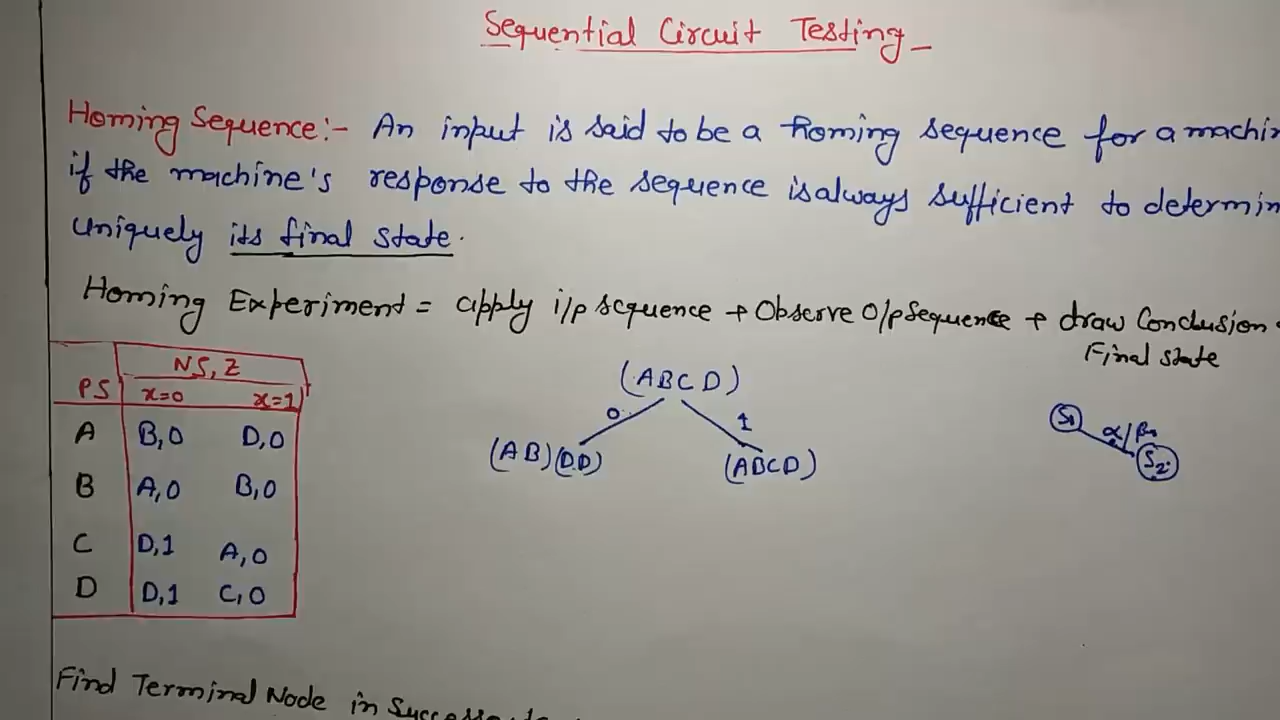 Sequential Circuit Testing
Homing Sequence:- An input is said to be a Homing sequence for a machin
if the machine's response to the sequence is always sufficient to determin
Uniquely its final state.
Homing Experiment = apply i/p sequence + Observe O/p Sequence + draw Conclusion
Final state
NS, Z
PS x=0 x=1
A B,0 D,0
B A,0 B,0
C D,1 A,0
D D,1 C,0
(ABCD)
0 1
(AB)(DD) (ABCD)
S1
α/β
S2
Find Terminal Node in